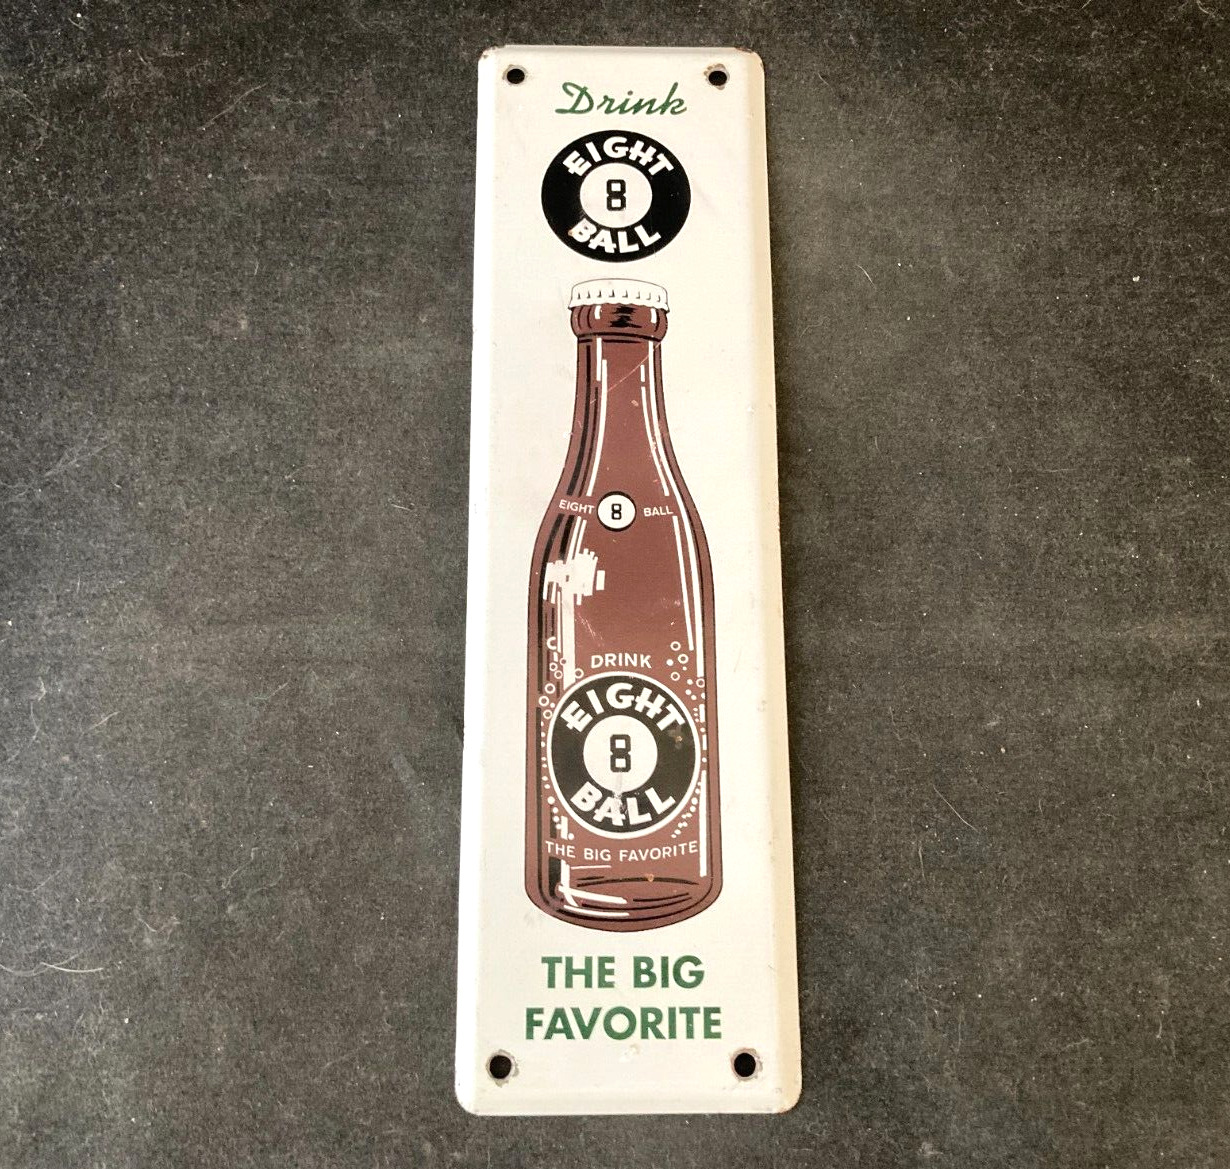 Drink
EIGHT
8
BALL
EIGHT 8 BALL
DRINK
EIGHT
8
BALL
THE BIG FAVORITE
THE BIG
FAVORITE